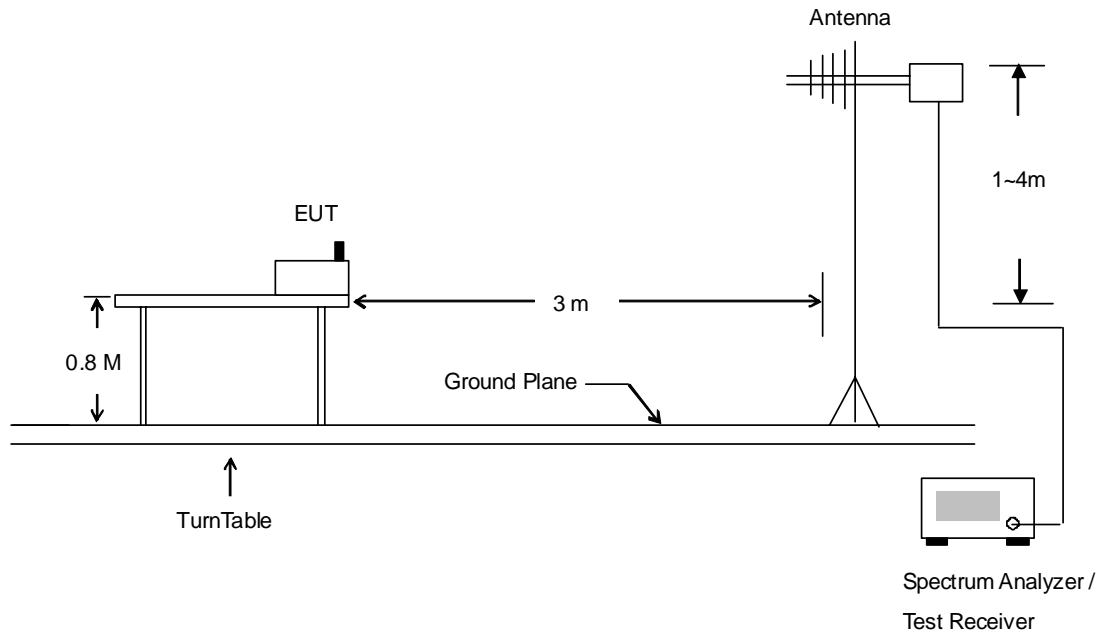 Antenna
1~4m
EUT
3 m
0.8 M
Ground Plane
TurnTable
Spectrum Analyzer /
Test Receiver